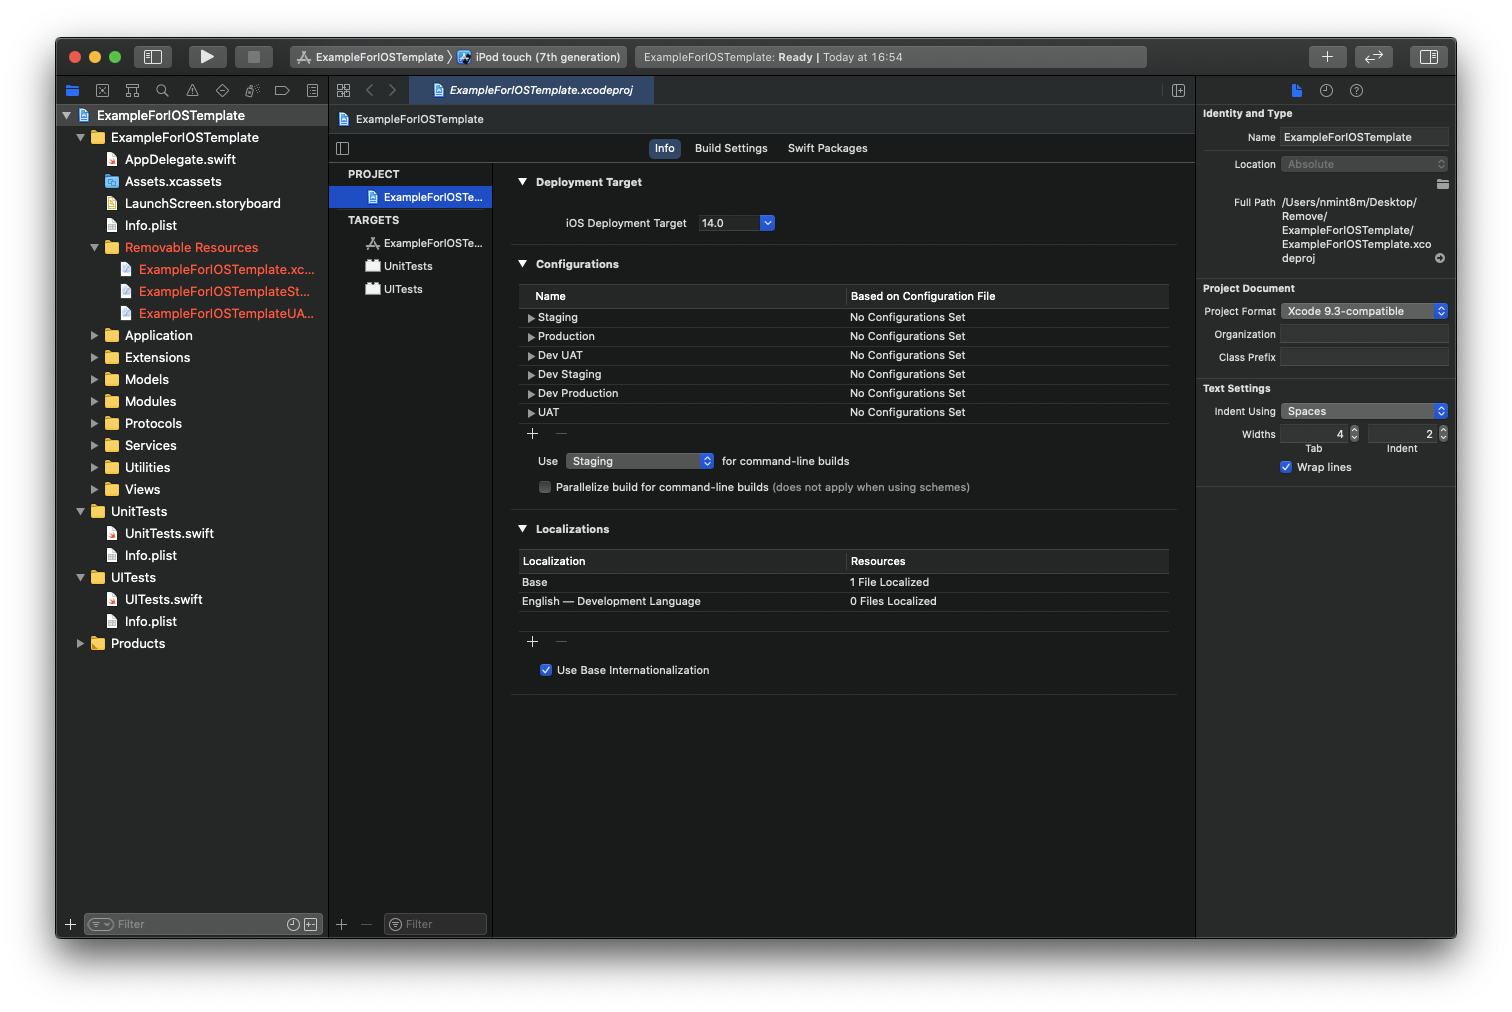 ExampleForIOSTemplate
iPod touch (7th generation)
ExampleForIOSTemplate: Ready | Today at 16:54
ExampleForIOSTemplate
ExampleForIOSTemplate
AppDelegate.swift
Assets.xcassets
LaunchScreen.storyboard
Info.plist
Removable Resources
ExampleForIOSTemplate.xc...
ExampleForIOSTemplateSt...
ExampleForIOSTemplateUA...
Application
Extensions
Models
Modules
Protocols
Services
Utilities
Views
UnitTests
UnitTests.swift
Info.plist
UITests
UITests.swift
Info.plist
Products
Filter
ExampleForIOSTemplate.xcodeproj
ExampleForIOSTemplate
Info
Build Settings
Swift Packages
PROJECT
ExampleForIOSTe...
TARGETS
ExampleForIOSTe...
UnitTests
UITests
Filter
Deployment Target
iOS Deployment Target 14.0
Configurations
Name Based on Configuration File
Staging No Configurations Set
Production No Configurations Set
Dev UAT No Configurations Set
Dev Staging No Configurations Set
Dev Production No Configurations Set
UAT No Configurations Set
Use Staging for command-line builds
Parallelize build for command-line builds (does not apply when using schemes)
Localizations
Localization Resources
Base 1 File Localized
English — Development Language 0 Files Localized
Use Base Internationalization
Identity and Type
Name ExampleForIOSTemplate
Location Absolute
Full Path /Users/nmint8m/Desktop/
Remove/
ExampleForIOSTemplate/
ExampleForIOSTemplate.xco
deproj
Project Document
Project Format Xcode 9.3-compatible
Organization
Class Prefix
Text Settings
Indent Using Spaces
Widths 4 2
Tab Indent
Wrap lines